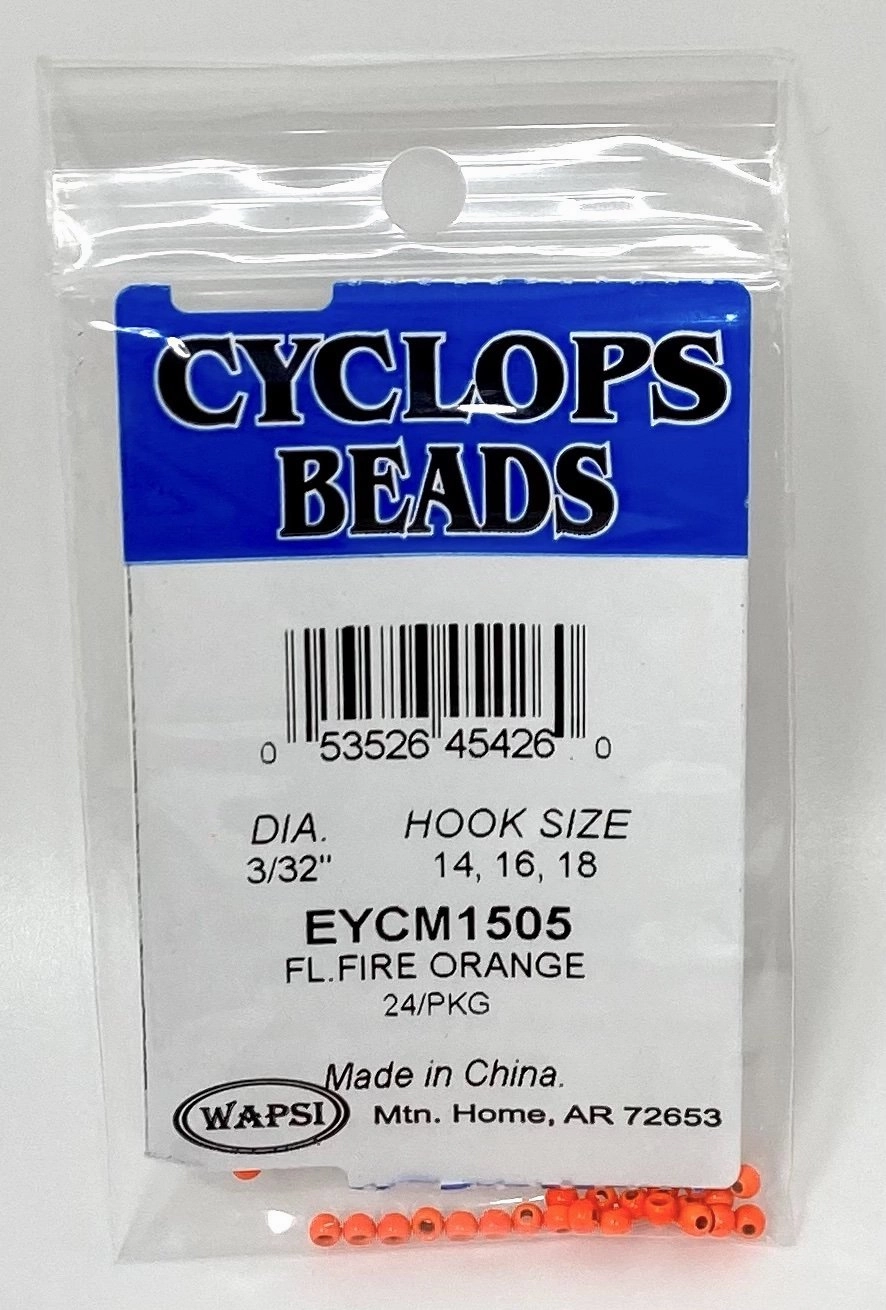 CYCLOPS
BEADS
0 53526 45426 0
DIA. HOOK SIZE
3/32" 14, 16, 18
EYCM1505
FL.FIRE ORANGE
24/PKG
Made in China.
WAPSI Mtn. Home, AR 72653